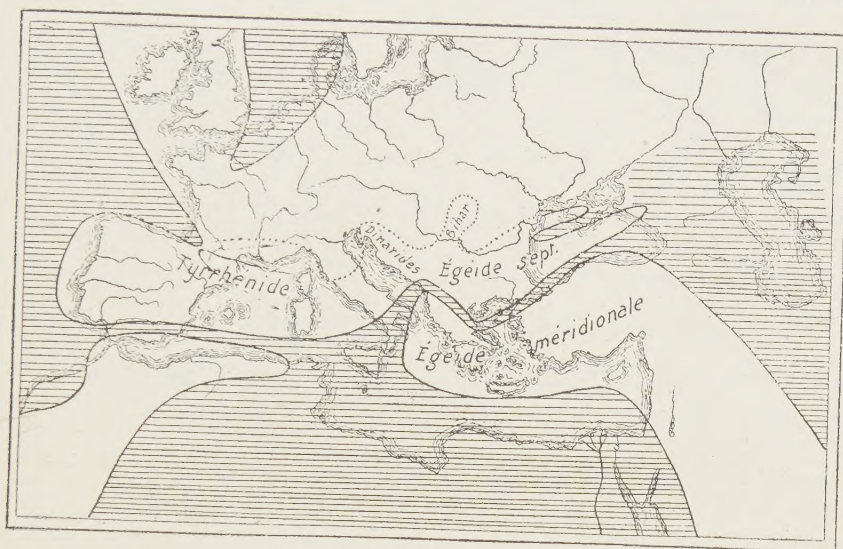 Tyrrhénide
Dinarides
Bihar
Égéide sept.
Égéide méridionale